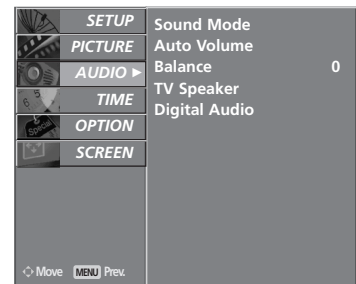 SETUP
PICTURE
AUDIO ►
TIME
OPTION
SCREEN
Move MENU Prev.
Sound Mode
Auto Volume
Balance 0
TV Speaker
Digital Audio